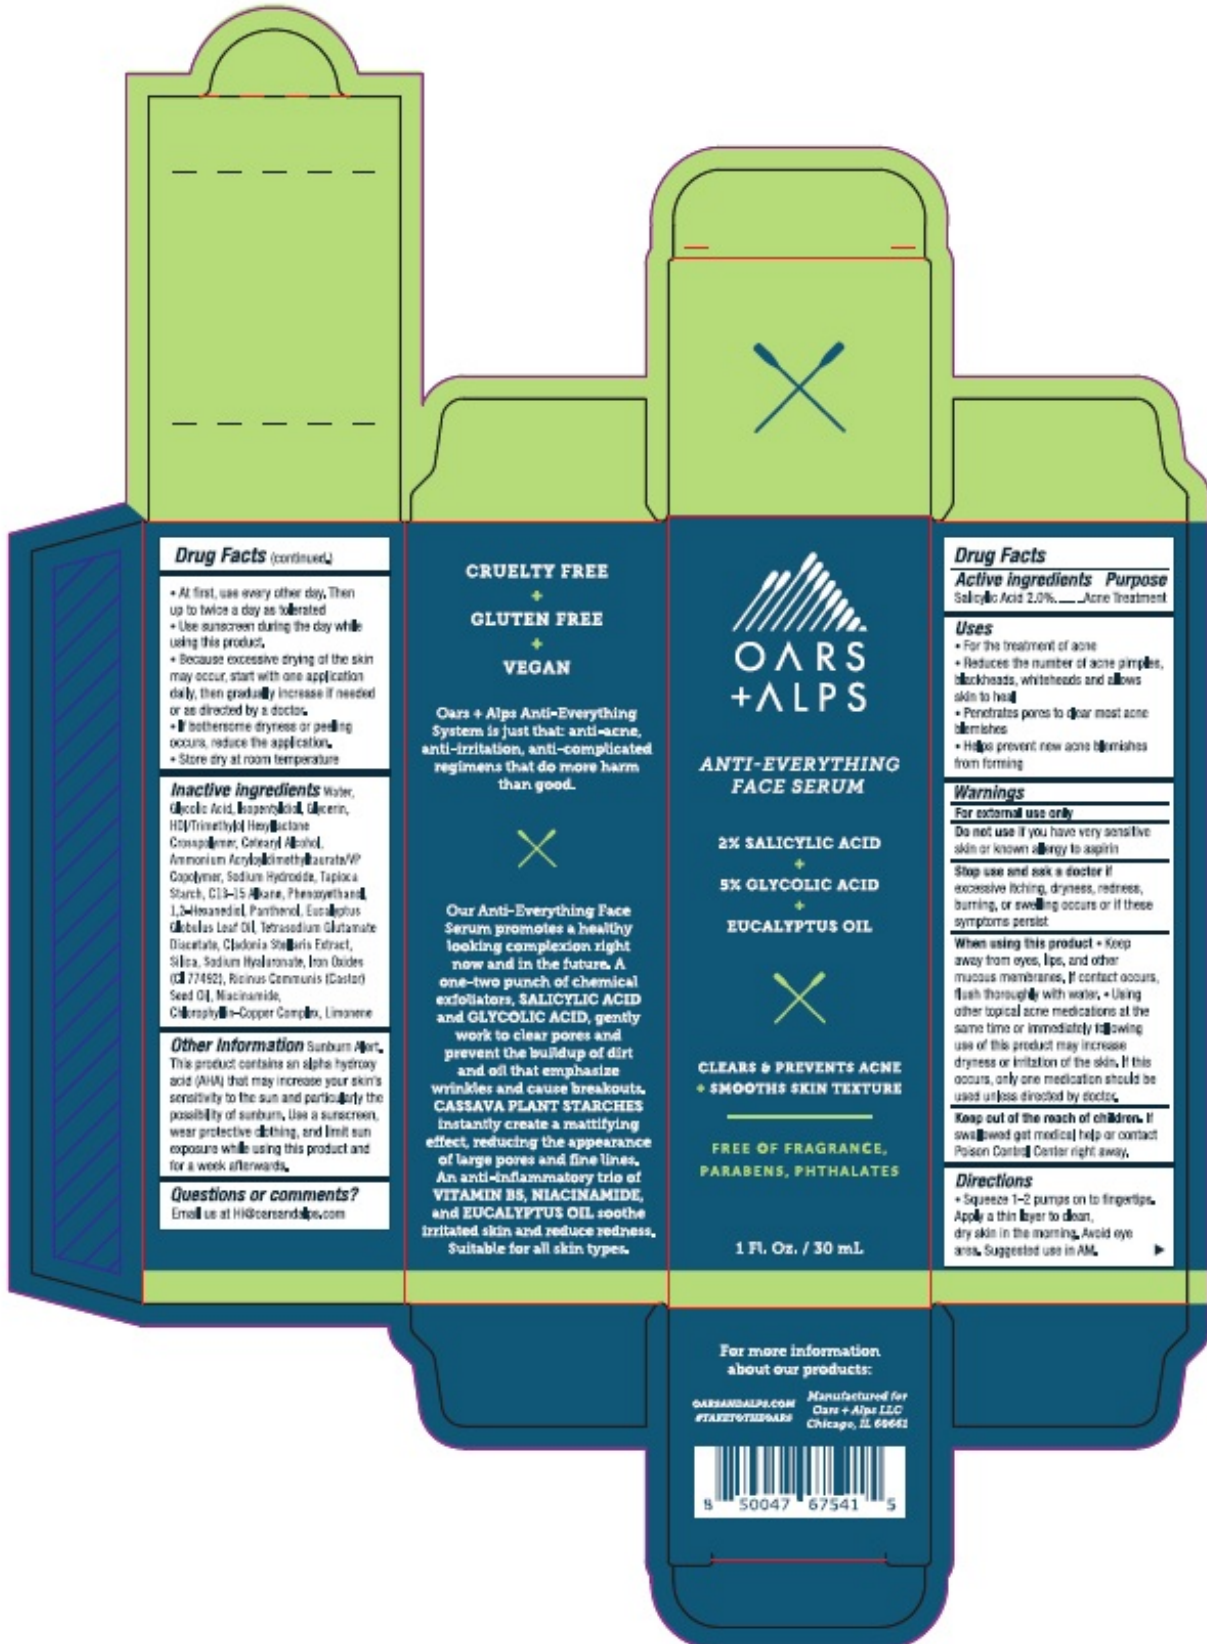 Drug Facts (continued.)
• At first, use every other day. Then
up to twice a day as tolerated
• Use sunscreen during the day while
using this product.
• Because excessive drying of the skin
may occur, start with one application
daily, then gradually increase if needed
or as directed by a doctor.
• If bothersome dryness or peeling
occurs, reduce the application.
• Store dry at room temperature
Inactive ingredients Water,
Glycolic Acid, Isopentyldiol, Glycerin,
HDI/Trimethylol Hexyllactone
Crosspolymer, Cetearyl Alcohol,
Ammonium Acryloyldimethyltaurate/VP
Copolymer, Sodium Hydroxide, Tapioca
Starch, C13-15 Alkane, Phenoxyethanol,
1,2-Hexanediol, Panthenol, Eucalyptus
Globulus Leaf Oil, Tetrasodium Glutamate
Diacetate, Cladonia Stellaris Extract,
Silica, Sodium Hyaluronate, Iron Oxides
(CI 77492), Ricinus Communis (Castor)
Seed Oil, Niacinamide,
Chlorophyllin-Copper Complex, Limonene
Other Information Sunburn Alert.
This product contains an alpha hydroxy
acid (AHA) that may increase your skin's
sensitivity to the sun and particularly the
possibility of sunburn. Use a sunscreen,
wear protective clothing, and limit sun
exposure while using this product and
for a week afterwards.
Questions or comments?
Email us at Hi@oarsandalps.com
CRUELTY FREE
+
GLUTEN FREE
+
VEGAN
Oars + Alps Anti-Everything
System is just that: anti-acne,
anti-irritation, anti-complicated
regimens that do more harm
than good.
Our Anti-Everything Face
Serum promotes a healthy
looking complexion right
now and in the future. A
one-two punch of chemical
exfoliators, SALICYLIC ACID
and GLYCOLIC ACID, gently
work to clear pores and
prevent the buildup of dirt
and oil that emphasize
wrinkles and cause breakouts.
CASSAVA PLANT STARCHES
instantly create a mattifying
effect, reducing the appearance
of large pores and fine lines.
An anti-inflammatory trio of
VITAMIN B5, NIACINAMIDE,
and EUCALYPTUS OIL soothe
irritated skin and reduce redness.
Suitable for all skin types.
OARS
+ALPS
ANTI-EVERYTHING
FACE SERUM
2% SALICYLIC ACID
+
5% GLYCOLIC ACID
+
EUCALYPTUS OIL
CLEARS & PREVENTS ACNE
+ SMOOTHS SKIN TEXTURE
FREE OF FRAGRANCE,
PARABENS, PHTHALATES
1 Fl. Oz. / 30 mL
For more information
about our products:
OARSANDALPS.COM
#TAKETOTHEOARS
Manufactured for
Oars + Alps LLC
Chicago, IL 60661
8 50047 67541 5
Drug Facts
Active ingredients Purpose
Salicylic Acid 2.0%.____Acne Treatment
Uses
• For the treatment of acne
• Reduces the number of acne pimples,
blackheads, whiteheads and allows
skin to heal
• Penetrates pores to clear most acne
blemishes
• Helps prevent new acne blemishes
from forming
Warnings
For external use only
Do not use if you have very sensitive
skin or known allergy to aspirin
Stop use and ask a doctor if
excessive itching, dryness, redness,
burning, or swelling occurs or if these
symptoms persist
When using this product • Keep
away from eyes, lips, and other
mucous membranes. If contact occurs,
flush thoroughly with water. • Using
other topical acne medications at the
same time or immediately following
use of this product may increase
dryness or irritation of the skin. If this
occurs, only one medication should be
used unless directed by doctor.
Keep out of the reach of children. If
swallowed get medical help or contact
Poison Control Center right away.
Directions
• Squeeze 1-2 pumps on to fingertips.
Apply a thin layer to clean,
dry skin in the morning. Avoid eye
area. Suggested use in AM.